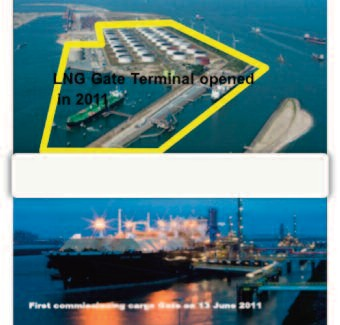 LNG Gate Terminal opened
in 2011
First commissioning cargo Gate on 13 June 2011